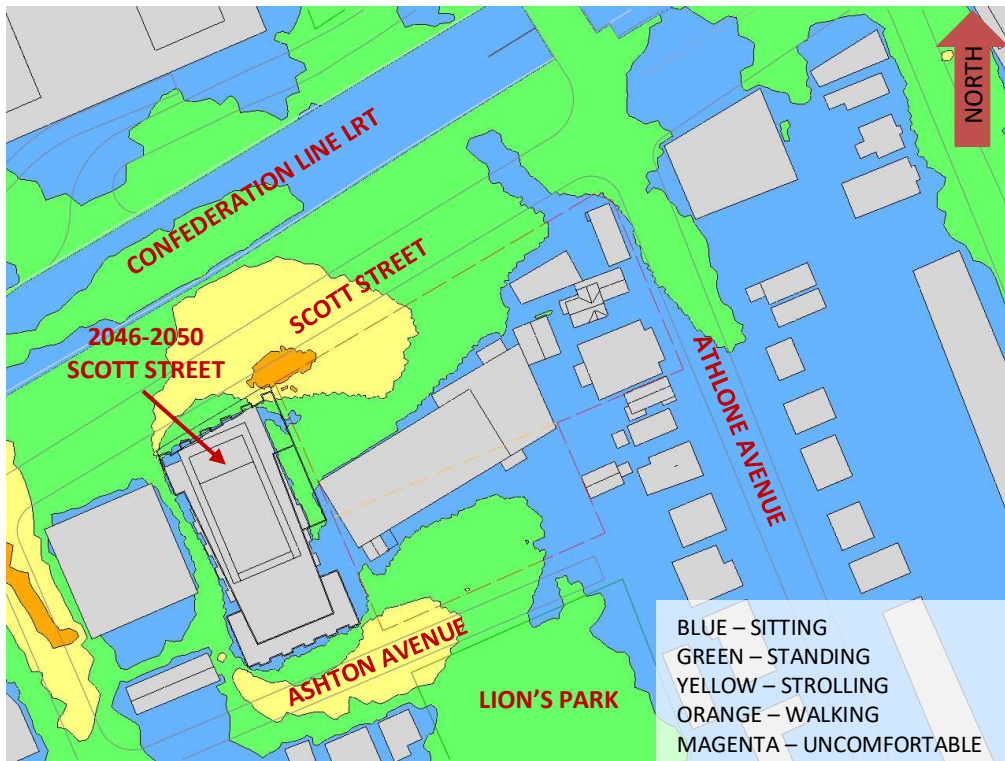 NORTH
CONFEDERATION LINE LRT
SCOTT STREET
2046-2050
SCOTT STREET
ATHLONE AVENUE
ASHTON AVENUE
LION'S PARK
BLUE – SITTING
GREEN – STANDING
YELLOW – STROLLING
ORANGE – WALKING
MAGENTA – UNCOMFORTABLE